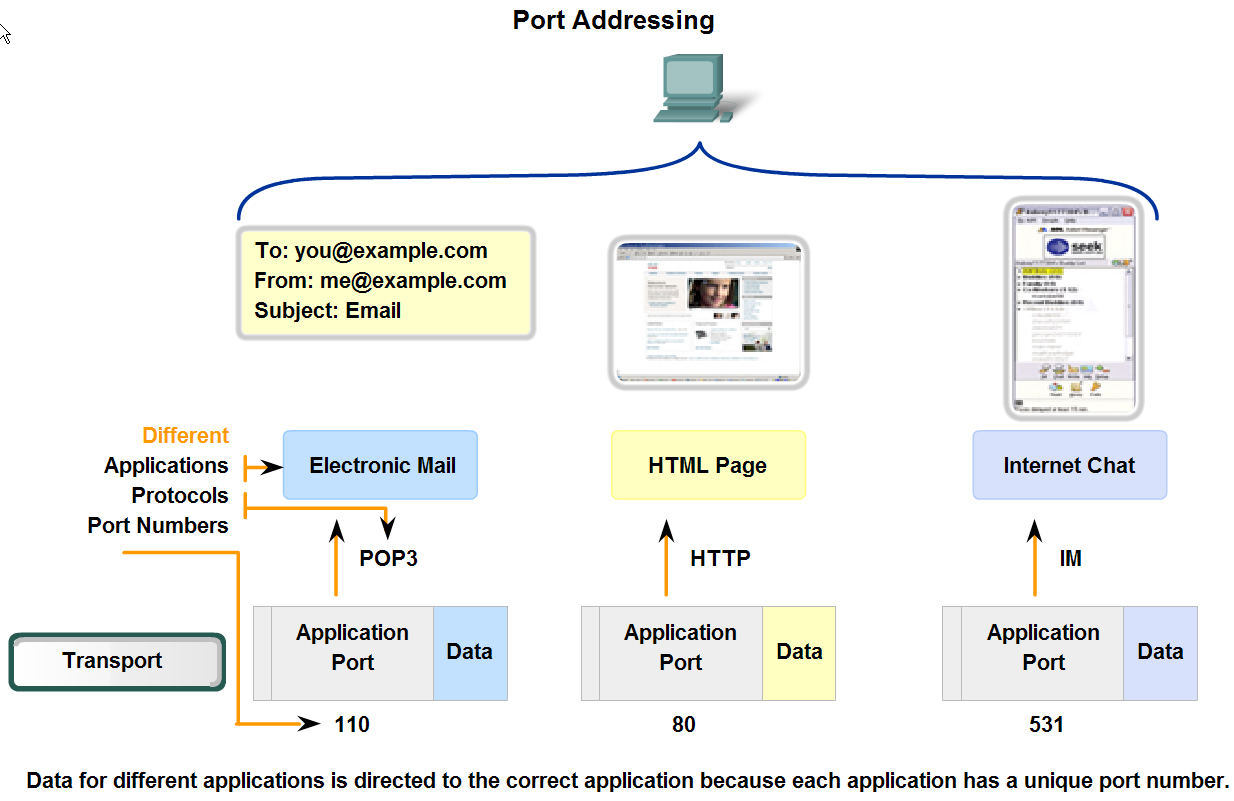 Port Addressing
To: you@example.com
From: me@example.com
Subject: Email
seek
Different
Applications
Protocols
Port Numbers
Electronic Mail
HTML Page
Internet Chat
POP3
HTTP
IM
Transport
Application
Port
Data
Application
Port
Data
Application
Port
Data
110
80
531
Data for different applications is directed to the correct application because each application has a unique port number.